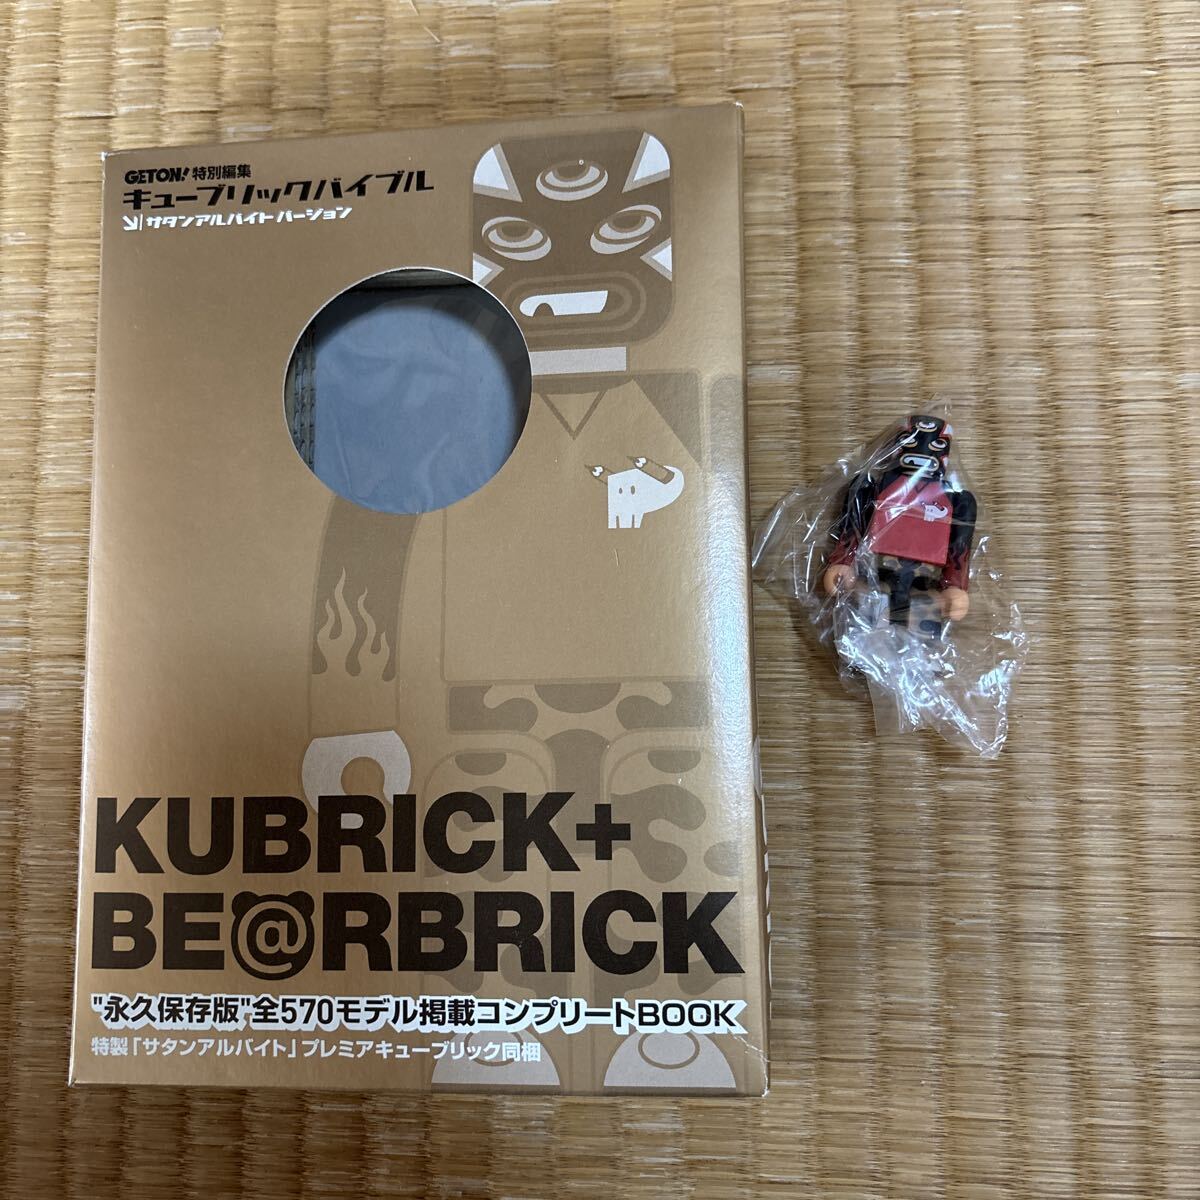 GETON! 特別編集
キューブリックバイブル
サタンアルバイト バージョン
KUBRICK+
BE@RBRICK
"永久保存版"全570モデル掲載コンプリートBOOK
特製「サタンアルバイト」プレミアキューブリック同梱